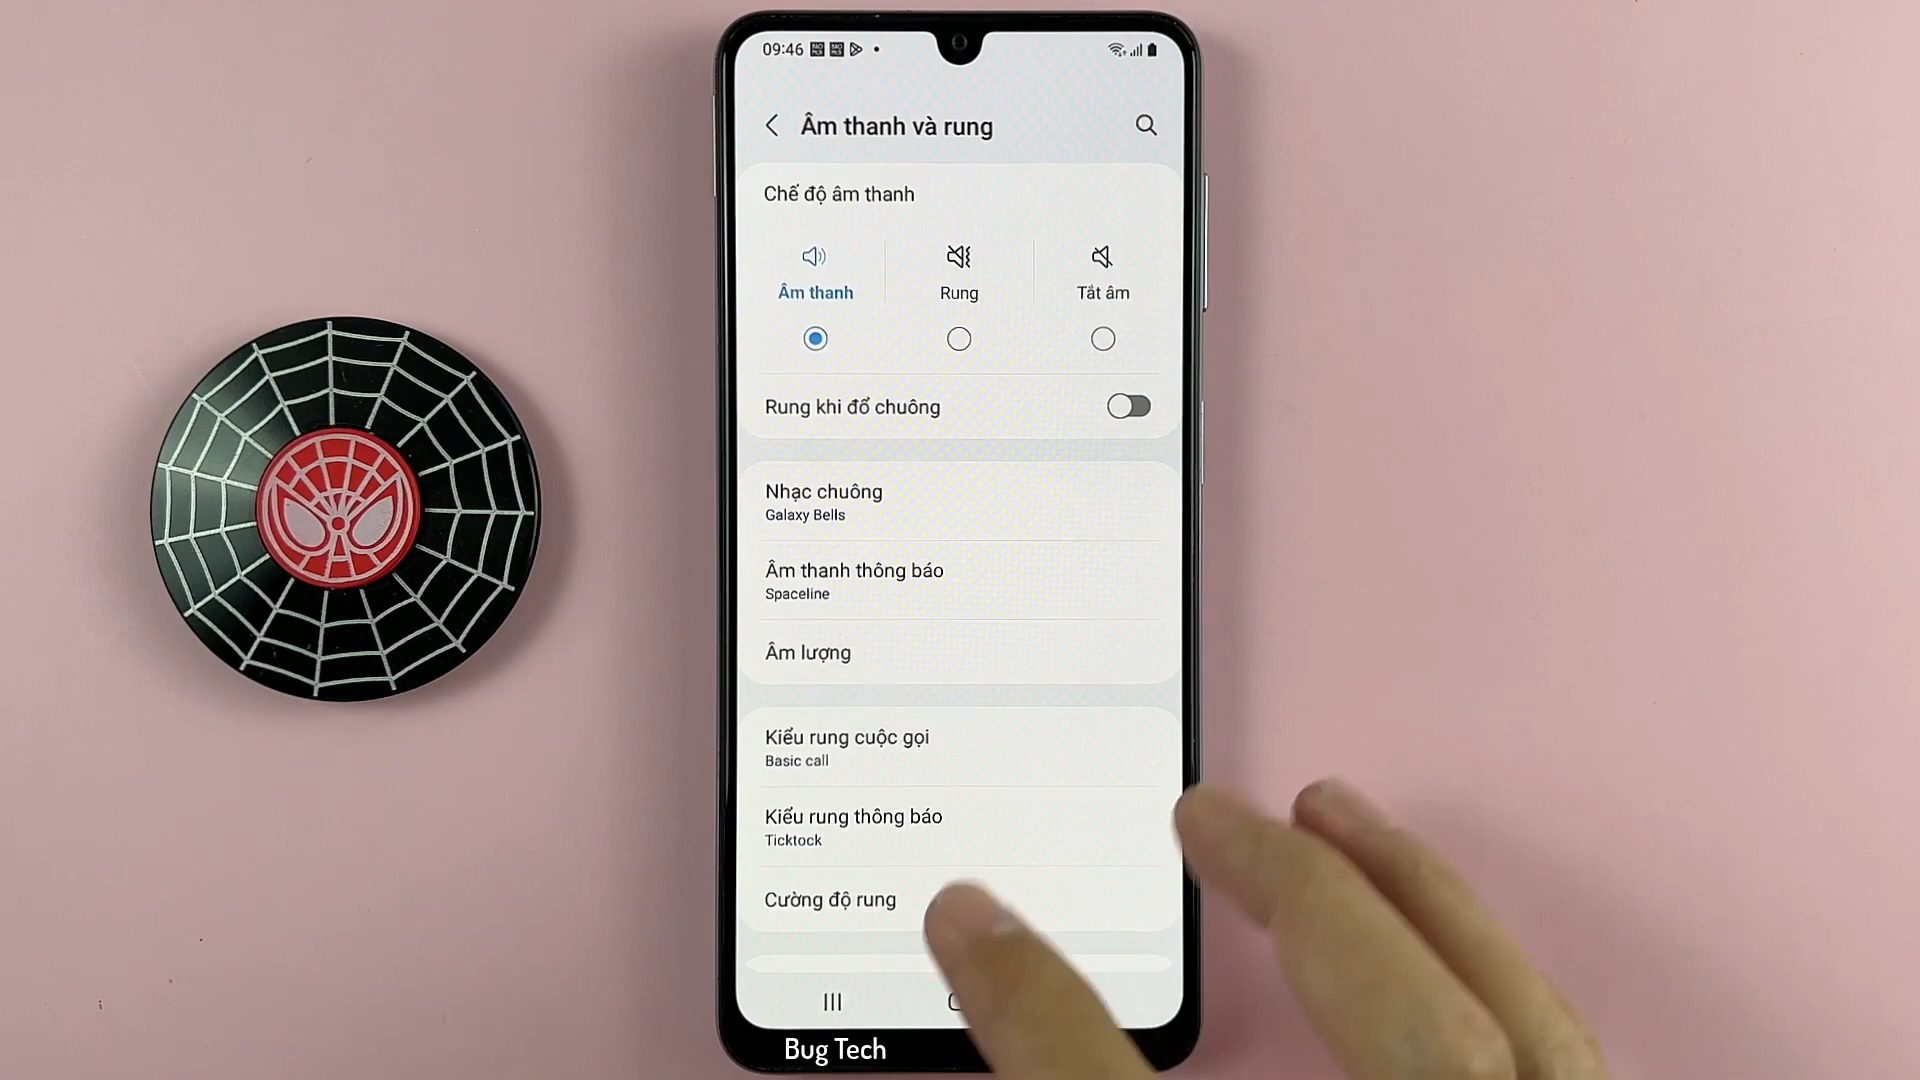 09:46
Âm thanh và rung
Chế độ âm thanh
Âm thanh
Rung
Tắt âm
Rung khi đổ chuông
Nhạc chuông
Galaxy Bells
Âm thanh thông báo
Spaceline
Âm lượng
Kiểu rung cuộc gọi
Basic call
Kiểu rung thông báo
Ticktock
Cường độ rung
Bug Tech